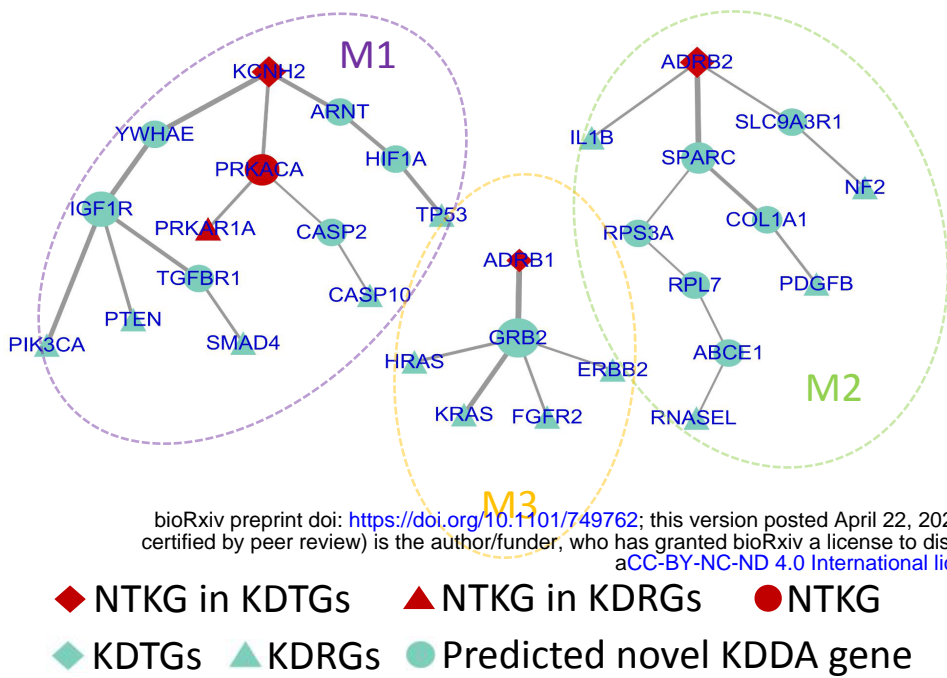 M1
KCNH2
ARNT
YWHAE
HIF1A
PRKACA
IGF1R
TP53
PRKAR1A
CASP2
TGFBR1
CASP10
PTEN
PIK3CA
SMAD4
ADRB2
IL1B
SLC9A3R1
SPARC
NF2
COL1A1
RPS3A
RPL7
PDGFB
ABCE1
M2
RNASEL
ADRB1
GRB2
HRAS
ERBB2
KRAS
FGFR2
M3
bioRxiv preprint doi: https://doi.org/10.1101/749762; this version posted April 22, 202
certified by peer review) is the author/funder, who has granted bioRxiv a license to dis
aCC-BY-NC-ND 4.0 International lic
NTKG in KDTGs NTKG in KDRGs NTKG
KDTGs KDRGs Predicted novel KDDA gene